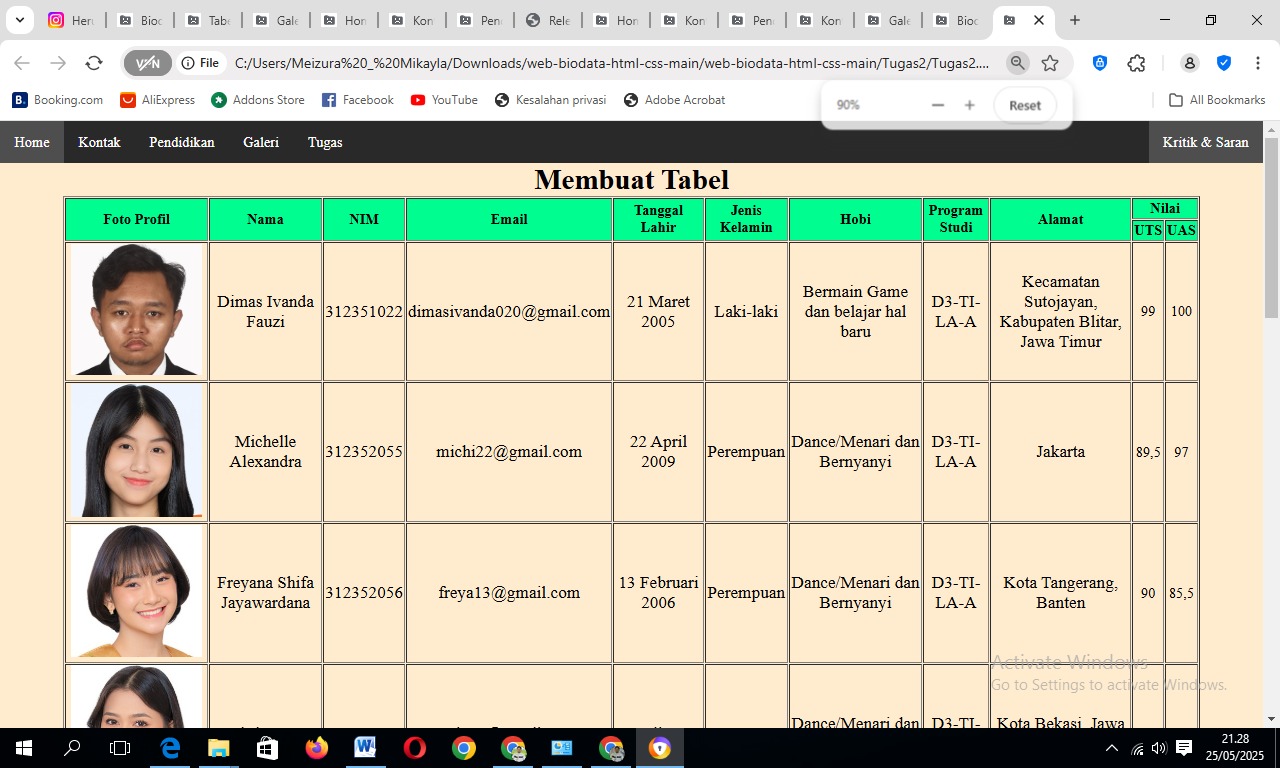 Her
Bioc
Tabe
Gale
Hon
Kon
Pen
Rele
Hon
Kon
Pen
Kon
Gale
Bioc
VPN
File
C:/Users/Meizura%20_%20Mikayla/Downloads/web-biodata-html-css-main/web-biodata-html-css-main/Tugas2/Tugas2....
B. Booking.com
AliExpress
Addons Store
Facebook
YouTube
Kesalahan privasi
Adobe Acrobat
All Bookmarks
90%
Reset
Home
Kontak
Pendidikan
Galeri
Tugas
Kritik & Saran
Membuat Tabel
Foto Profil
Nama
NIM
Email
Tanggal
Lahir
Jenis
Kelamin
Hobi
Program
Studi
Alamat
Nilai
UTS
UAS
Dimas Ivanda
Fauzi
312351022
dimasivanda020@gmail.com
21 Maret
2005
Laki-laki
Bermain Game
dan belajar hal
baru
D3-TI-
LA-A
Kecamatan
Sutojayan,
Kabupaten Blitar,
Jawa Timur
99
100
Michelle
Alexandra
312352055
michi22@gmail.com
22 April
2009
Perempuan
Dance/Menari dan
Bernyanyi
D3-TI-
LA-A
Jakarta
89,5
97
Freyana Shifa
Jayawardana
312352056
freya13@gmail.com
13 Februari
2006
Perempuan
Dance/Menari dan
Bernyanyi
D3-TI-
LA-A
Kota Tangerang,
Banten
90
85,5
Dance/Menari dan
D3-TI-
Kota Bekasi, Jawa
Activate Windows
Go to Settings to activate Windows.
21.28
25/05/2025